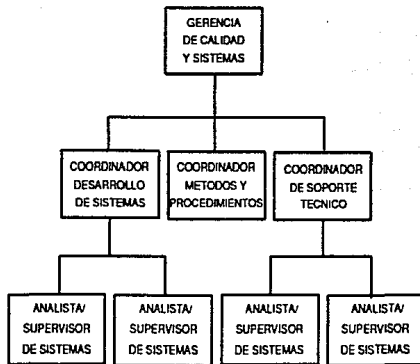 GERENCIA
DE CALIDAD
Y SISTEMAS
COORDINADOR
DESARROLLO
DE SISTEMAS
COORDINADOR
METODOS Y
PROCEDIMIENTOS
COORDINADOR
DE SOPORTE
TECNICO
ANALISTA/
SUPERVISOR
DE SISTEMAS
ANALISTA/
SUPERVISOR
DE SISTEMAS
ANALISTA/
SUPERVISOR
DE SISTEMAS
ANALISTA/
SUPERVISOR
DE SISTEMAS